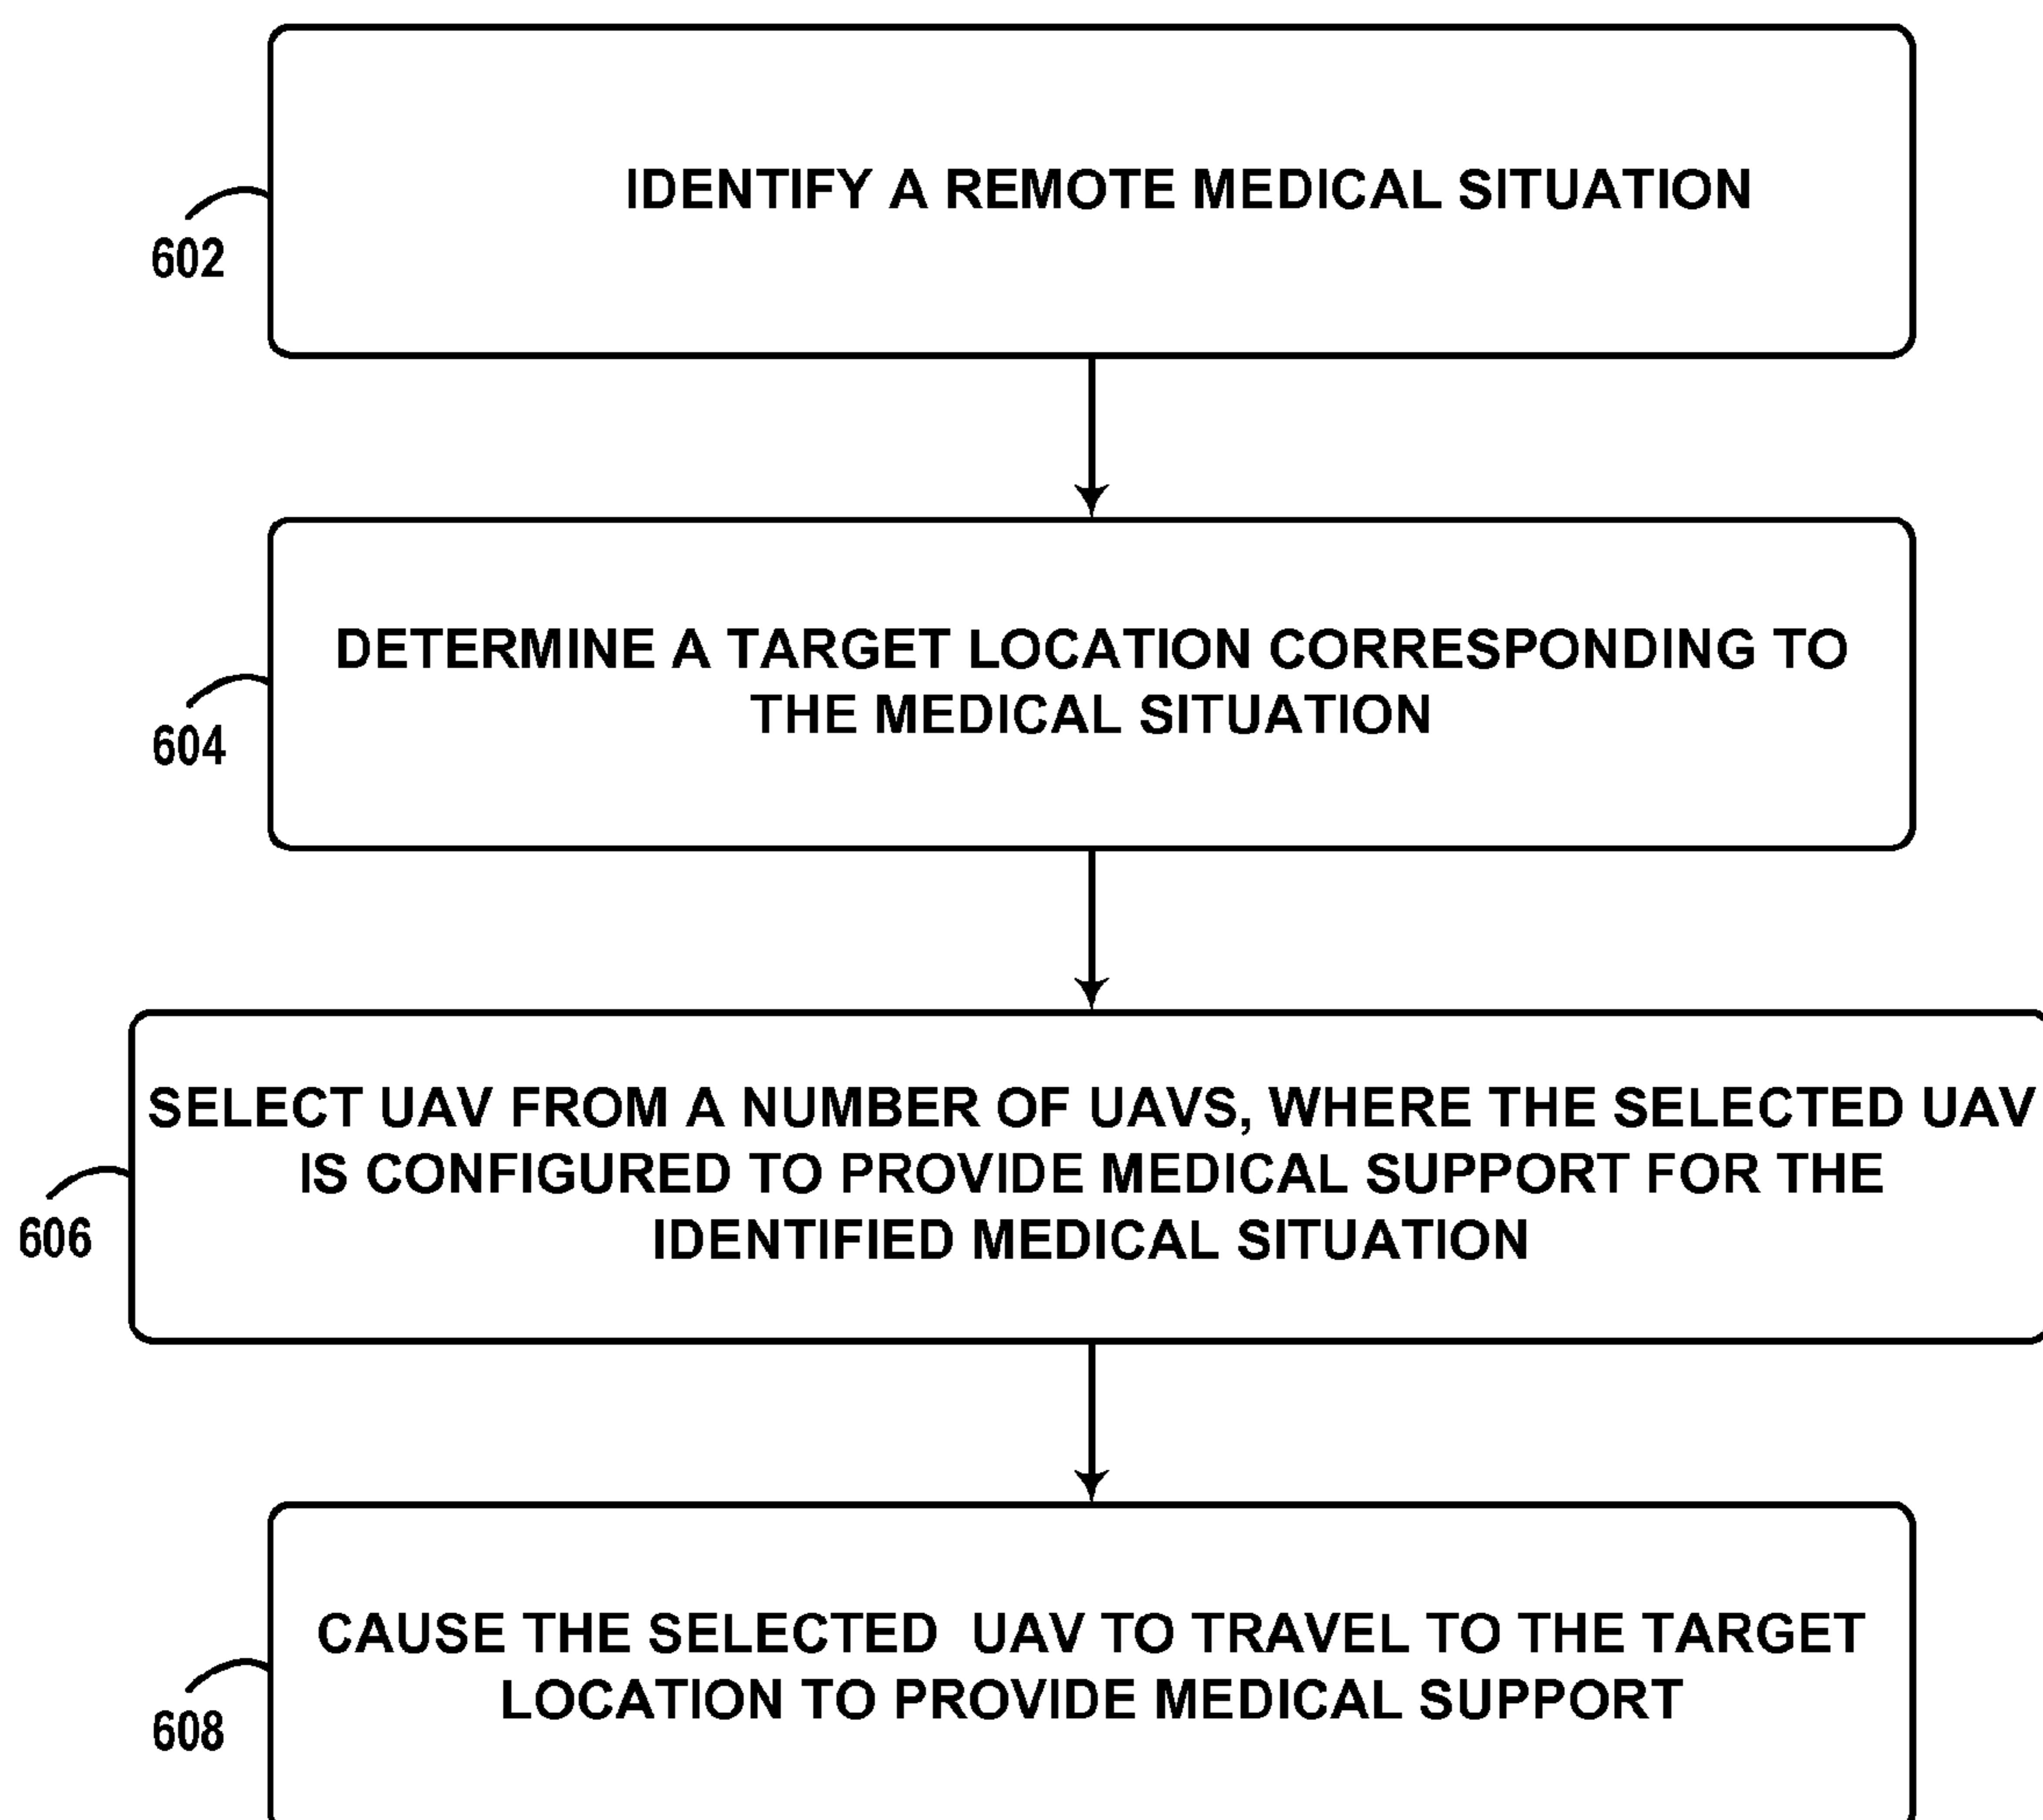 IDENTIFY A REMOTE MEDICAL SITUATION
602
DETERMINE A TARGET LOCATION CORRESPONDING TO
THE MEDICAL SITUATION
604
SELECT UAV FROM A NUMBER OF UAVS, WHERE THE SELECTED UAV
IS CONFIGURED TO PROVIDE MEDICAL SUPPORT FOR THE
IDENTIFIED MEDICAL SITUATION
606
CAUSE THE SELECTED  UAV TO TRAVEL TO THE TARGET
LOCATION TO PROVIDE MEDICAL SUPPORT
608